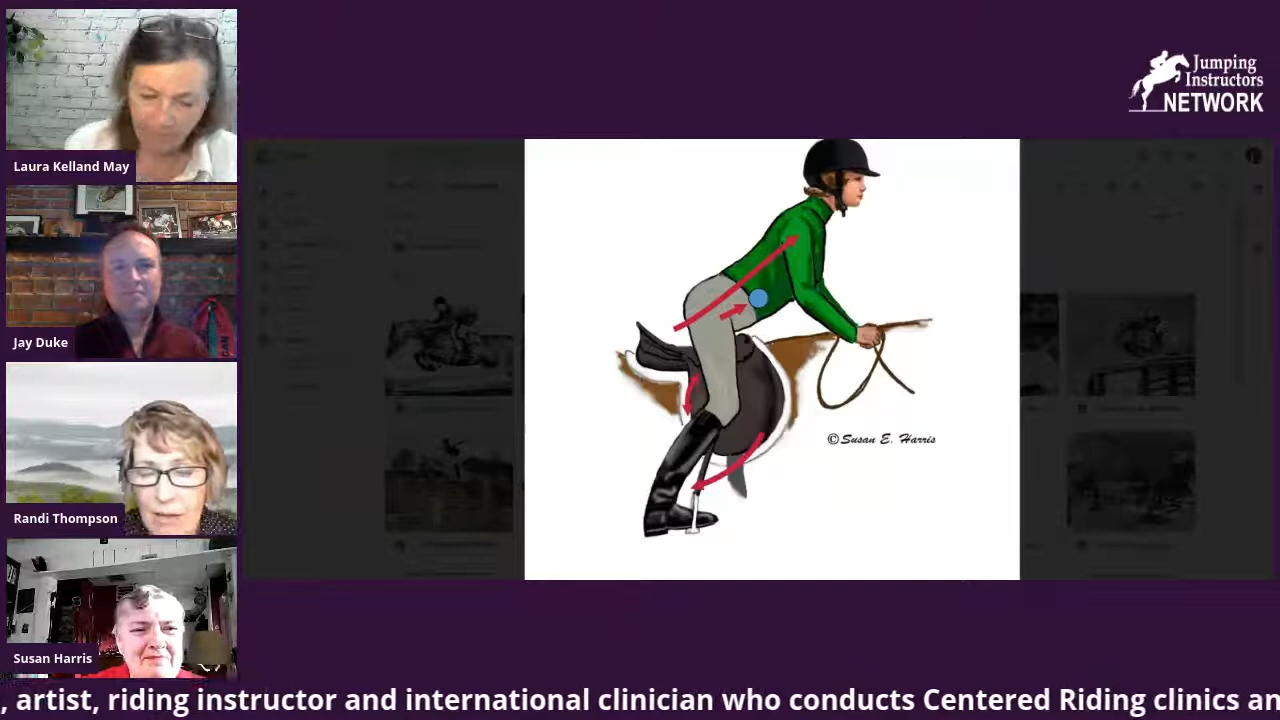 Laura Kelland May
Jay Duke
Randi Thompson
Susan Harris
Jumping
Instructors
NETWORK
©Susan E. Harris
, artist, riding instructor and international clinician who conducts Centered Riding clinics an